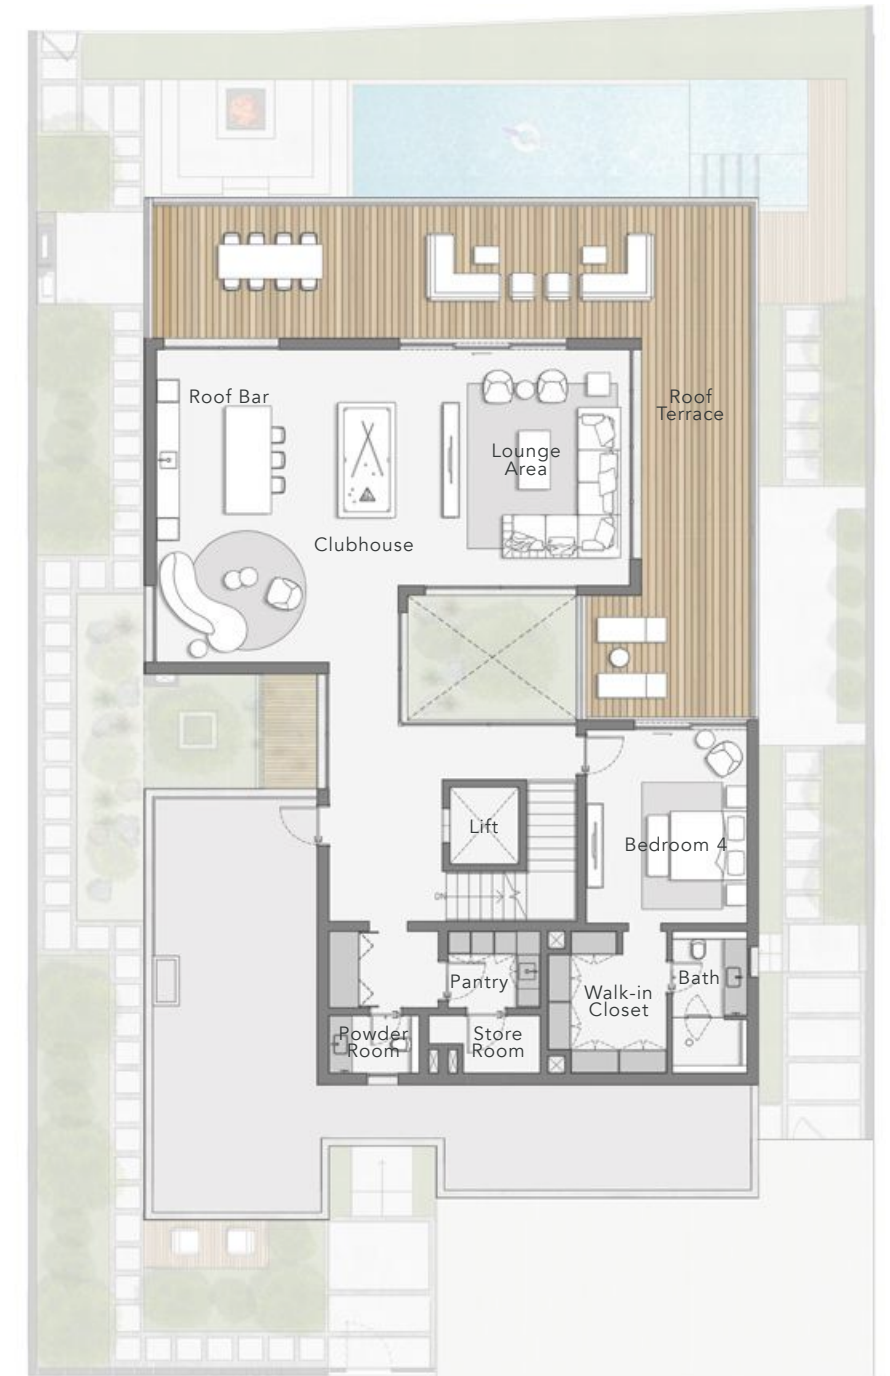 Roof Bar
Roof
Terrace
Lounge
Area
Clubhouse
Lift
Bedroom 4
Pantry
Bath
Walk-in
Closet
Powder
Room
Store
Room